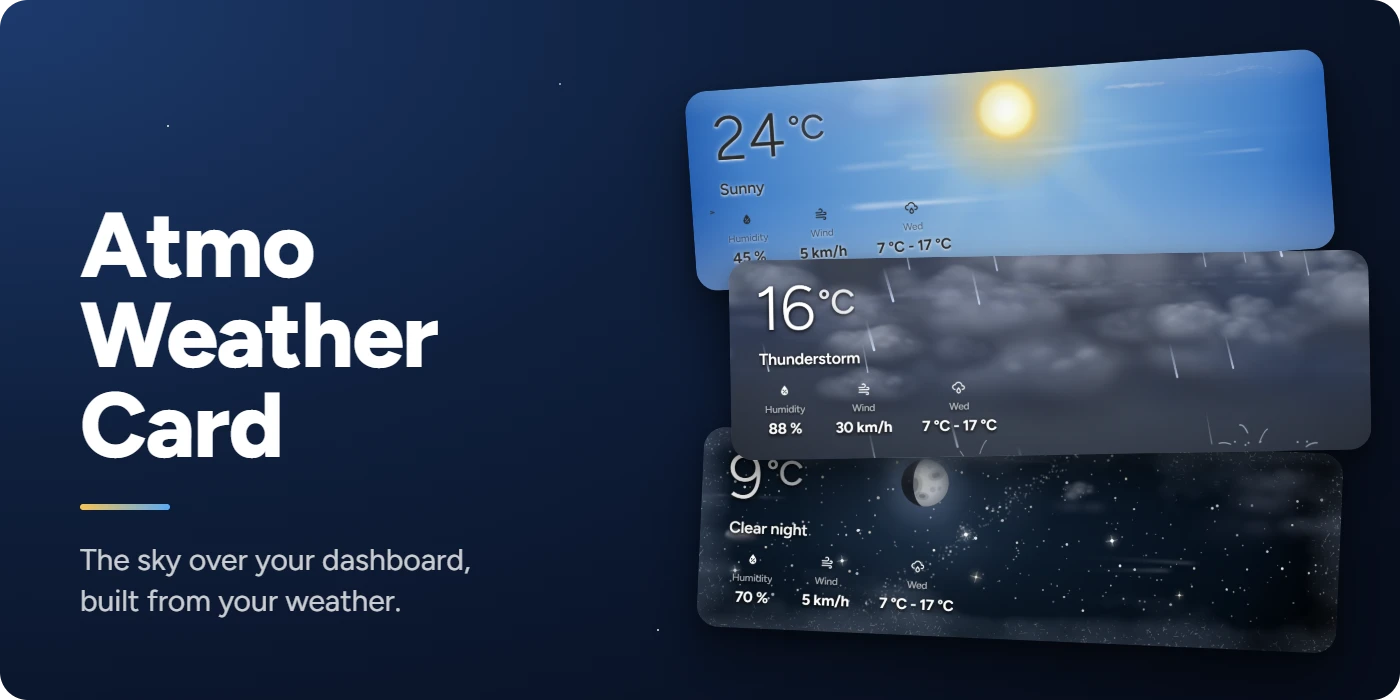 Atmo
Weather
Card
The sky over your dashboard,
built from your weather.
24 °C
Sunny
Humidity Wind Wed
45 % 5 km/h 7 °C - 17 °C
16 °C
Thunderstorm
Humidity Wind Wed
88 % 30 km/h 7 °C - 17 °C
9 °C
Clear night
Humidity Wind Wed
70 % 5 km/h 7 °C - 17 °C